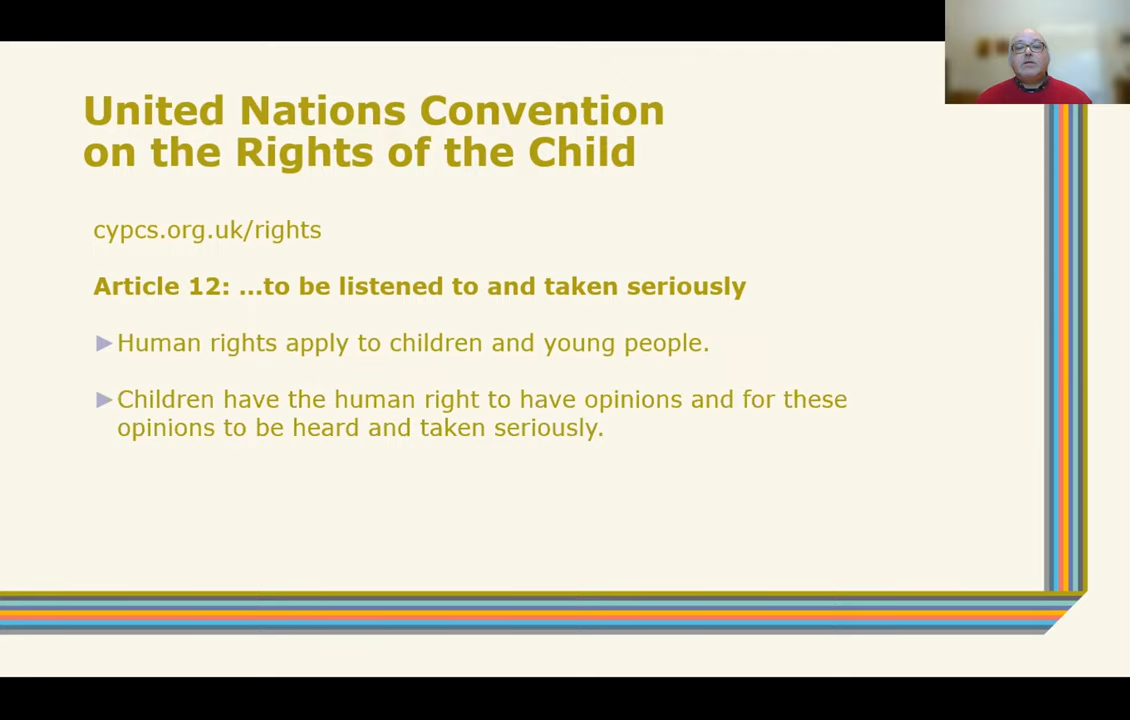 United Nations Convention
on the Rights of the Child
cypcs.org.uk/rights
Article 12: ...to be listened to and taken seriously
Human rights apply to children and young people.
Children have the human right to have opinions and for these
opinions to be heard and taken seriously.